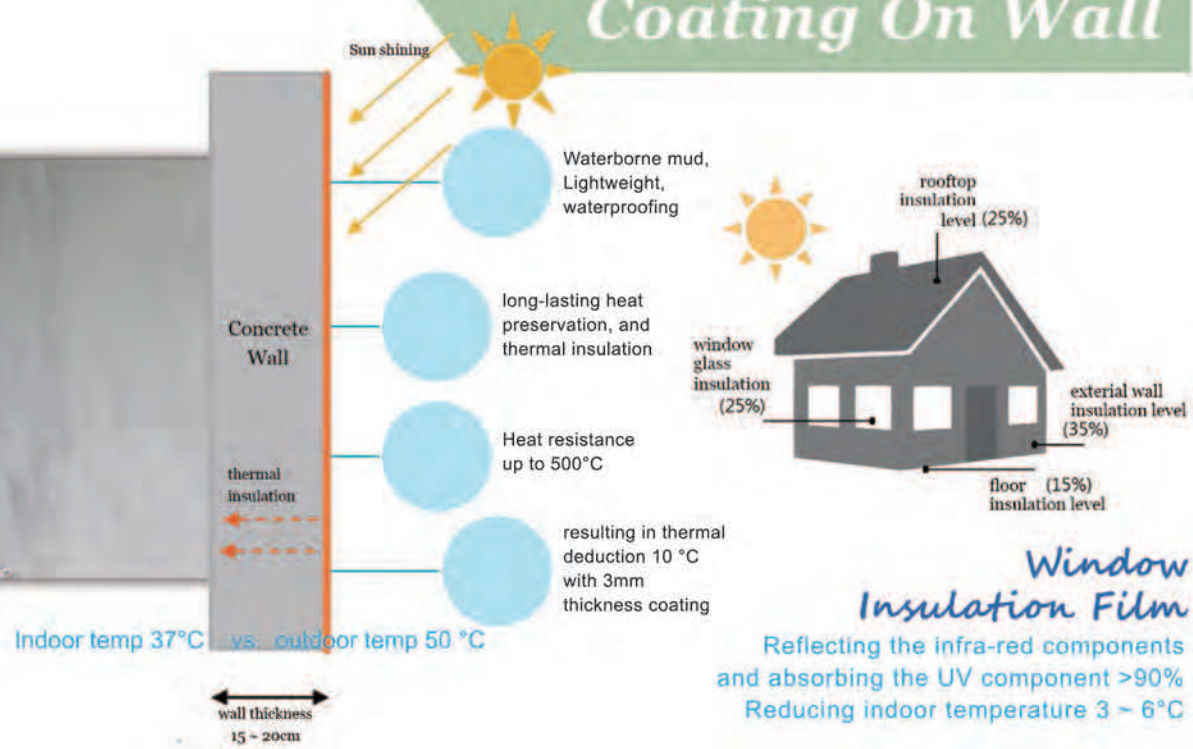 Coating On Wall
Sun shining
Waterborne mud,
Lightweight,
waterproofing
long-lasting heat
preservation, and
thermal insulation
Concrete
Wall
Heat resistance
up to 500°C
thermal
insulation
resulting in thermal
deduction 10 °C
with 3mm
thickness coating
Indoor temp 37°C vs. outdoor temp 50 °C
wall thickness
15 ~ 20cm
rooftop
insulation
level (25%)
window
glass
insulation
(25%)
exterial wall
insulation level
(35%)
floor (15%)
insulation level
Window
Insulation Film
Reflecting the infra-red components
and absorbing the UV component >90%
Reducing indoor temperature 3 ~ 6°C